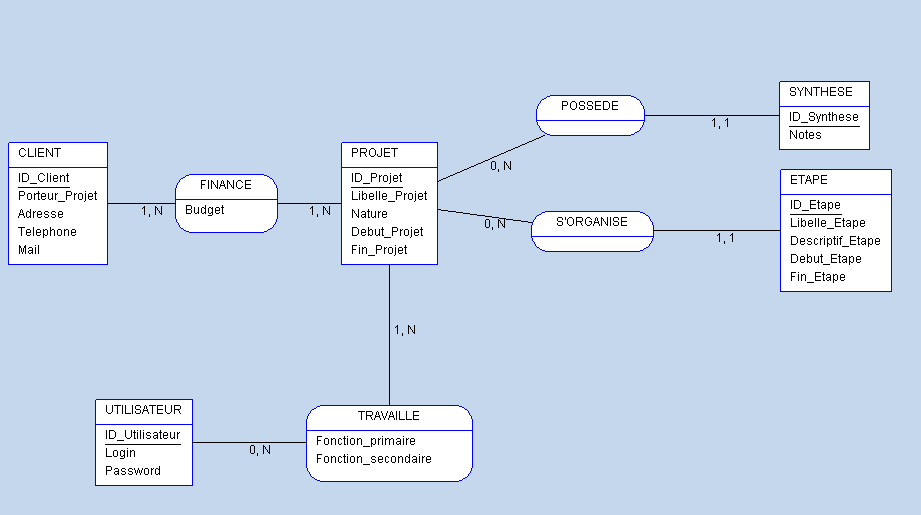 POSSEDE
SYNTHESE
ID_Synthese
Notes
1, 1
0, N
CLIENT
ID_Client
Porteur_Projet
Adresse
Telephone
Mail
1, N
FINANCE
Budget
1, N
PROJET
ID_Projet
Libelle_Projet
Nature
Debut_Projet
Fin_Projet
0, N
S'ORGANISE
1, 1
ETAPE
ID_Etape
Libelle_Etape
Descriptif_Etape
Debut_Etape
Fin_Etape
1, N
UTILISATEUR
ID_Utilisateur
Login
Password
0, N
TRAVAILLE
Fonction_primaire
Fonction_secondaire